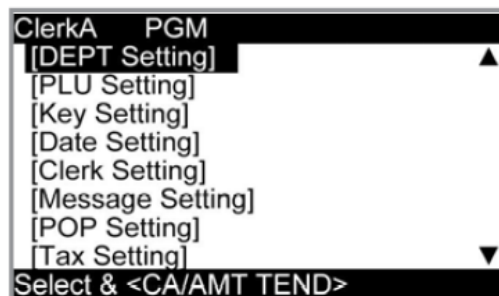 ClerkA PGM
[DEPT Setting]
[PLU Setting]
[Key Setting]
[Date Setting]
[Clerk Setting]
[Message Setting]
[POP Setting]
[Tax Setting]
Select & <CA/AMT TEND>